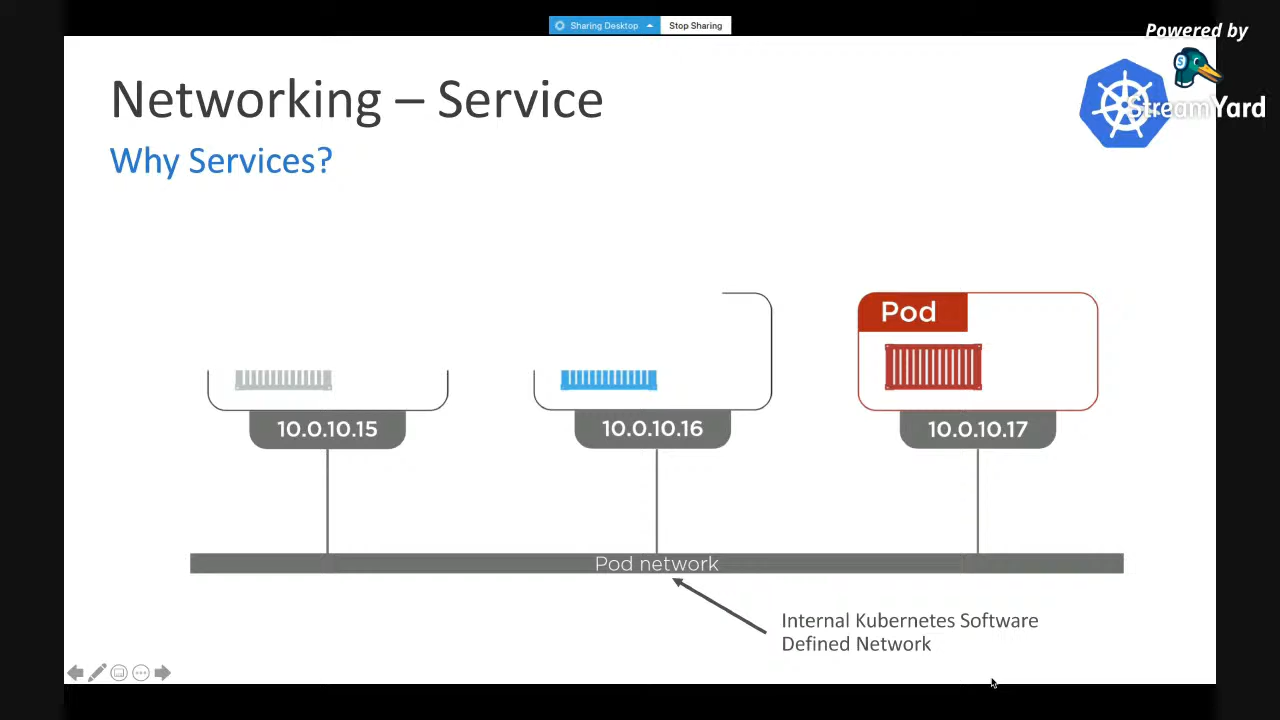 Sharing Desktop
Stop Sharing
Powered by
StreamYard
Networking – Service
Why Services?
Pod
10.0.10.15
10.0.10.16
10.0.10.17
Pod network
Internal Kubernetes Software
Defined Network